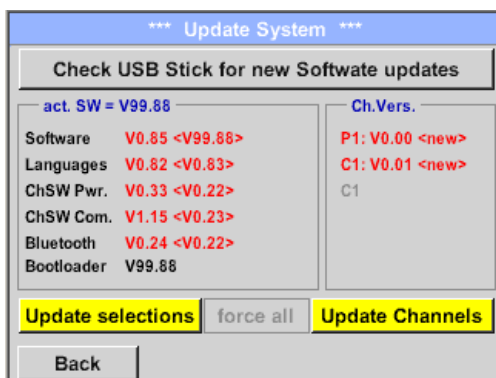 *** Update System ***
Check USB Stick for new Softwate updates
act. SW = V99.88
Software V0.85 <V99.88>
Languages V0.82 <V0.83>
ChSW Pwr. V0.33 <V0.22>
ChSW Com. V1.15 <V0.23>
Bluetooth V0.24 <V0.22>
Bootloader V99.88
Ch.Vers.
P1: V0.00 <new>
C1: V0.01 <new>
C1
Update selections force all Update Channels
Back